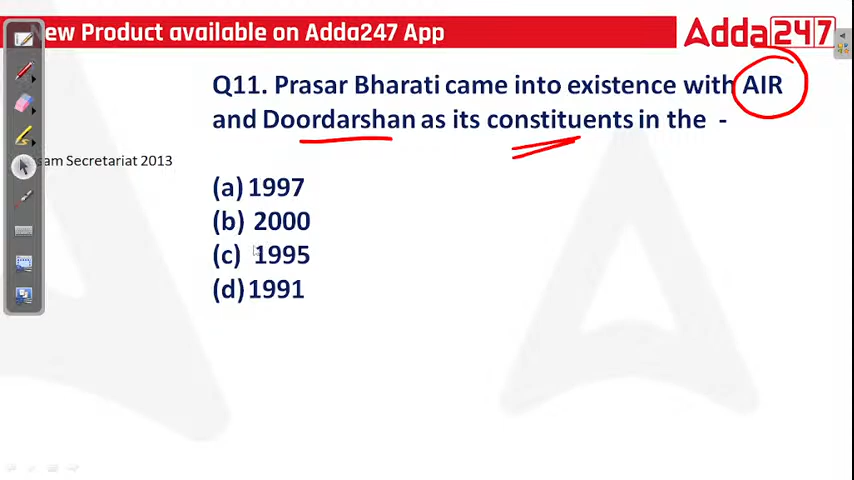 New Product available on Adda247 App
Adda247
Q11. Prasar Bharati came into existence with AIR
and Doordarshan as its constituents in the -
sam Secretariat 2013
(a) 1997
(b) 2000
(c) 1995
(d) 1991